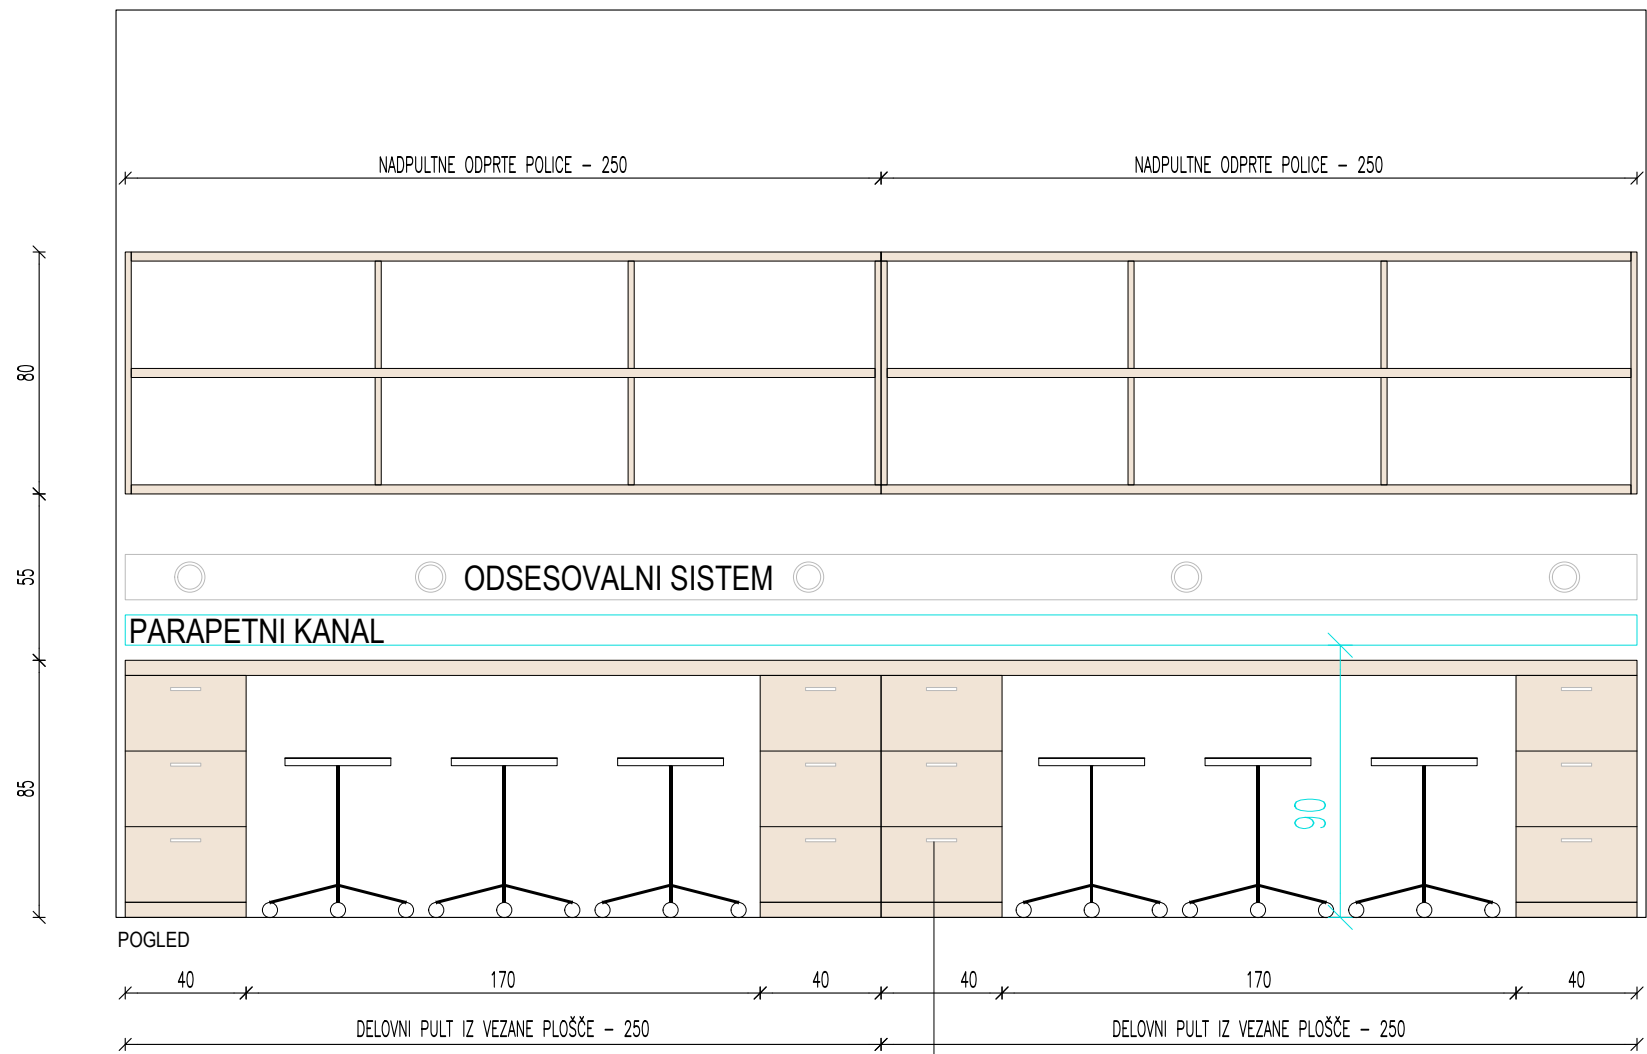 NADPULTNE ODPRTE POLICE – 250
NADPULTNE ODPRTE POLICE – 250
80
55
ODSESOVALNI SISTEM
PARAPETNI KANAL
85
90
POGLED
40
170
40
40
170
40
DELOVNI PULT IZ VEZANE PLOŠČE – 250
DELOVNI PULT IZ VEZANE PLOŠČE – 250